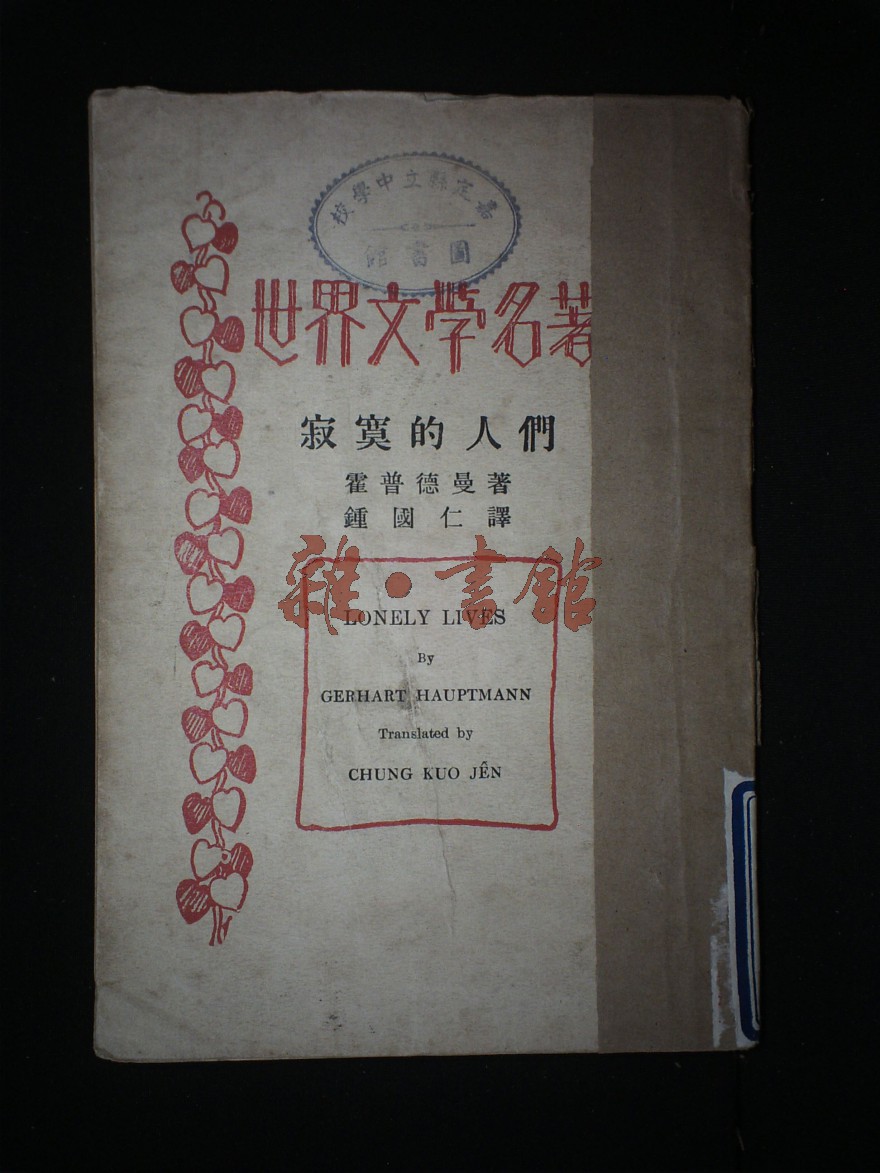 嘉定縣立中學校
圖書館
世界文學名著
寂寞的人們
霍普德曼著
鍾國仁譯
雜·書館
LONELY LIVES
By
GERHART HAUPTMANN
Translated by
CHUNG KUO JÊN